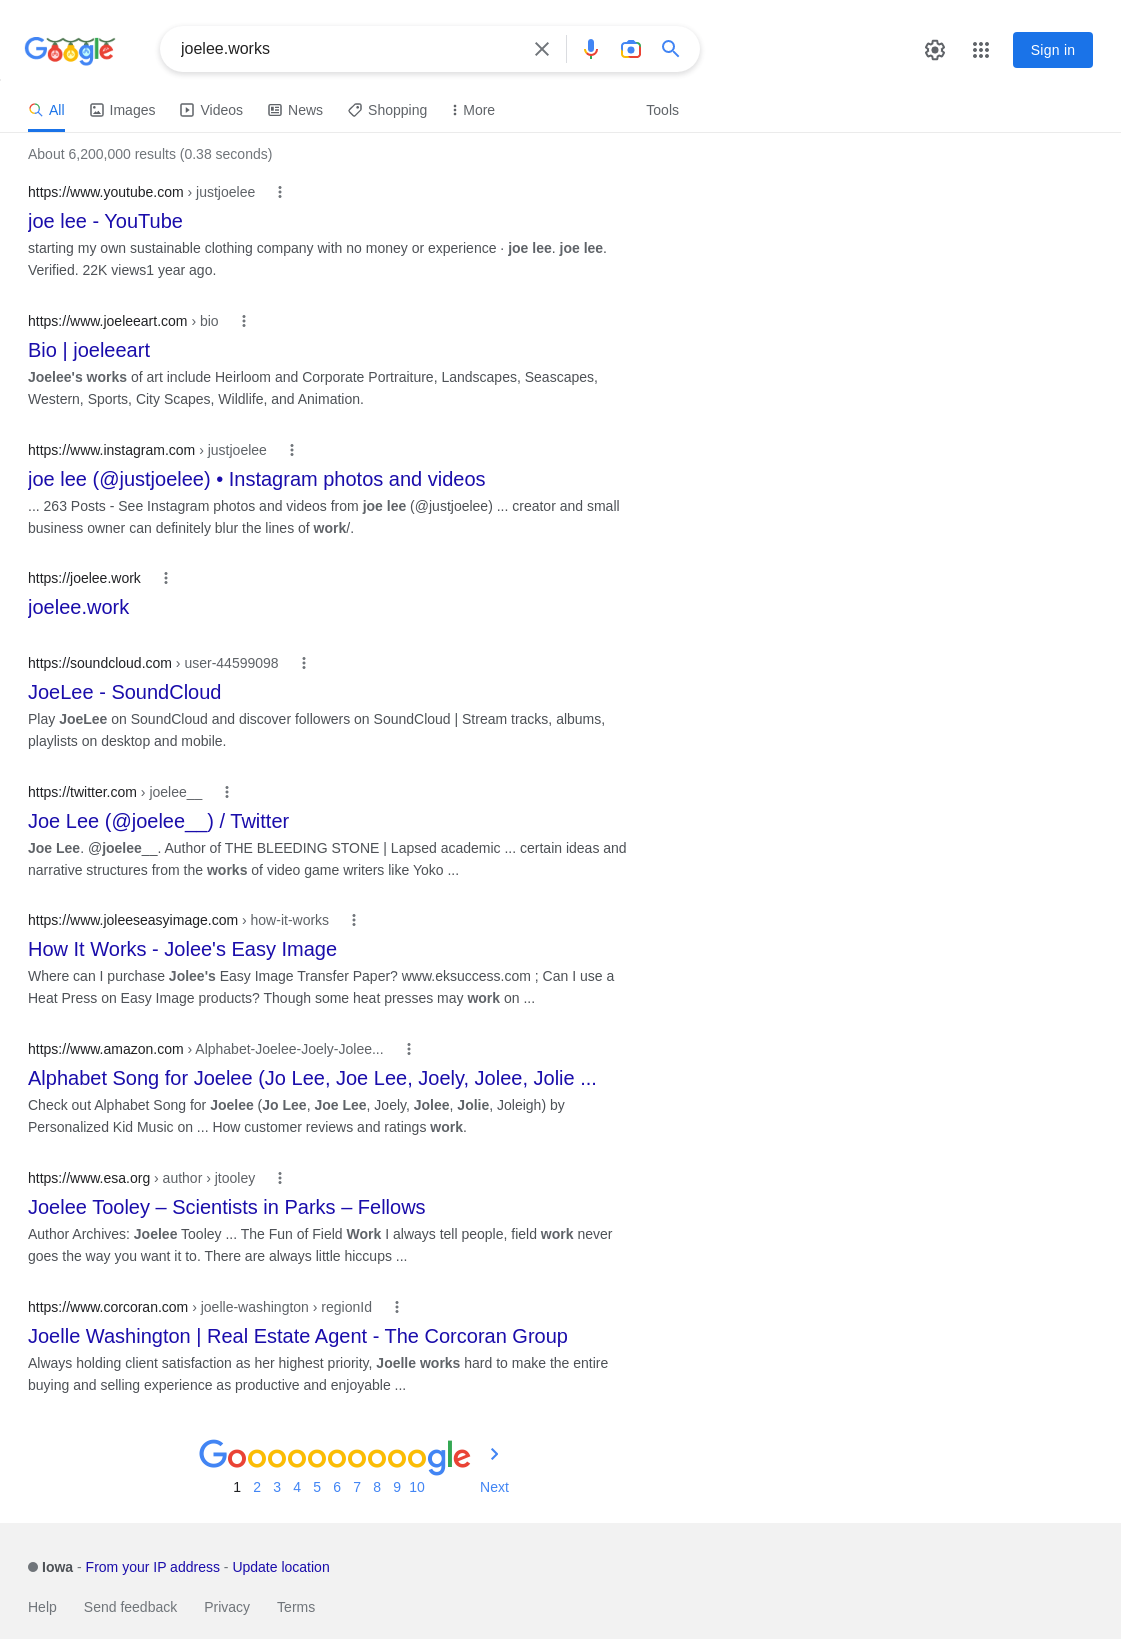 Google
joelee.works
Sign in
All
Images
Videos
News
Shopping
More
Tools
About 6,200,000 results (0.38 seconds)
https://www.youtube.com › justjoelee
joe lee - YouTube
starting my own sustainable clothing company with no money or experience · joe lee. joe lee.
Verified. 22K views1 year ago.
https://www.joeleeart.com › bio
Bio | joeleeart
Joelee's works of art include Heirloom and Corporate Portraiture, Landscapes, Seascapes,
Western, Sports, City Scapes, Wildlife, and Animation.
https://www.instagram.com › justjoelee
joe lee (@justjoelee) • Instagram photos and videos
... 263 Posts - See Instagram photos and videos from joe lee (@justjoelee) ... creator and small
business owner can definitely blur the lines of work/.
https://joelee.work
joelee.work
https://soundcloud.com › user-44599098
JoeLee - SoundCloud
Play JoeLee on SoundCloud and discover followers on SoundCloud | Stream tracks, albums,
playlists on desktop and mobile.
https://twitter.com › joelee__
Joe Lee (@joelee__) / Twitter
Joe Lee. @joelee__. Author of THE BLEEDING STONE | Lapsed academic ... certain ideas and
narrative structures from the works of video game writers like Yoko ...
https://www.joleeseasyimage.com › how-it-works
How It Works - Jolee's Easy Image
Where can I purchase Jolee's Easy Image Transfer Paper? www.eksuccess.com ; Can I use a
Heat Press on Easy Image products? Though some heat presses may work on ...
https://www.amazon.com › Alphabet-Joelee-Joely-Jolee...
Alphabet Song for Joelee (Jo Lee, Joe Lee, Joely, Jolee, Jolie ...
Check out Alphabet Song for Joelee (Jo Lee, Joe Lee, Joely, Jolee, Jolie, Joleigh) by
Personalized Kid Music on ... How customer reviews and ratings work.
https://www.esa.org › author › jtooley
Joelee Tooley – Scientists in Parks – Fellows
Author Archives: Joelee Tooley ... The Fun of Field Work I always tell people, field work never
goes the way you want it to. There are always little hiccups ...
https://www.corcoran.com › joelle-washington › regionId
Joelle Washington | Real Estate Agent - The Corcoran Group
Always holding client satisfaction as her highest priority, Joelle works hard to make the entire
buying and selling experience as productive and enjoyable ...
Goooooooooogle
1 2 3 4 5 6 7 8 9 10 Next
Iowa - From your IP address - Update location
Help Send feedback Privacy Terms